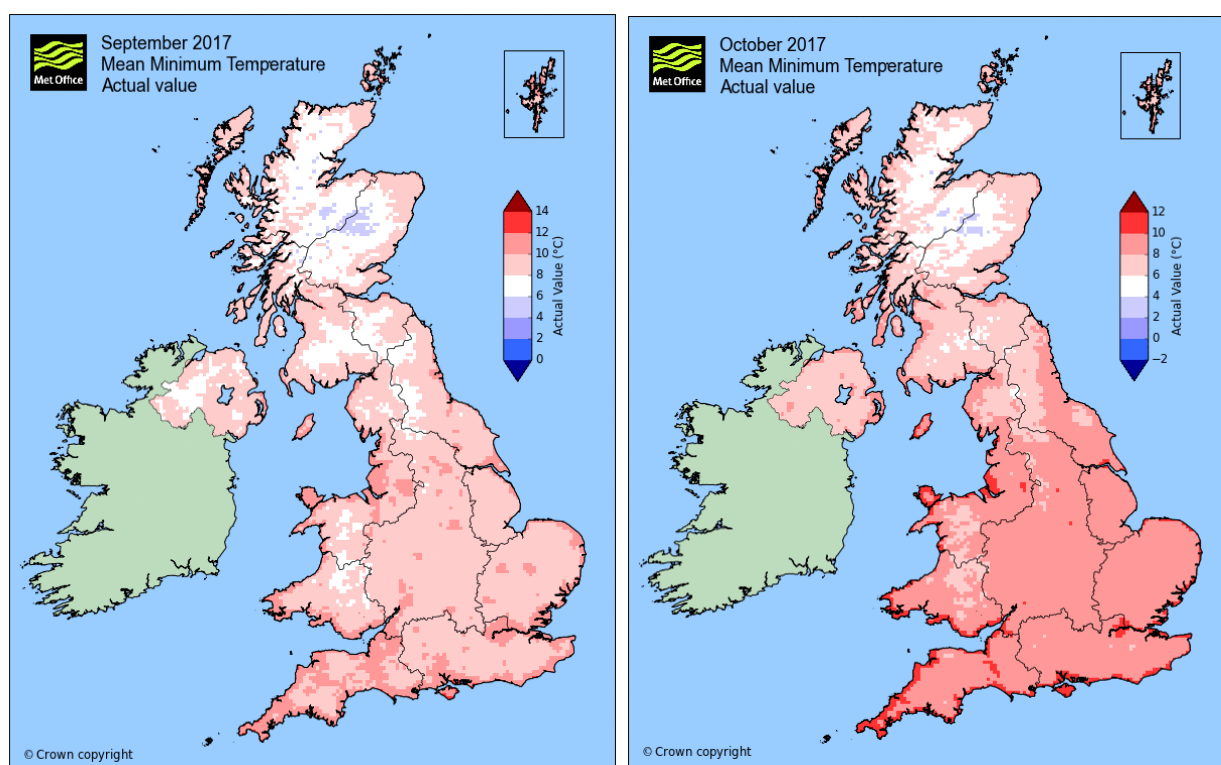 September 2017
Mean Minimum Temperature
Actual value
Met Office
14
12
10
8
6
4
2
0
Actual Value (°C)
© Crown copyright
October 2017
Mean Minimum Temperature
Actual value
Met Office
12
10
8
6
4
2
0
−2
Actual Value (°C)
© Crown copyright